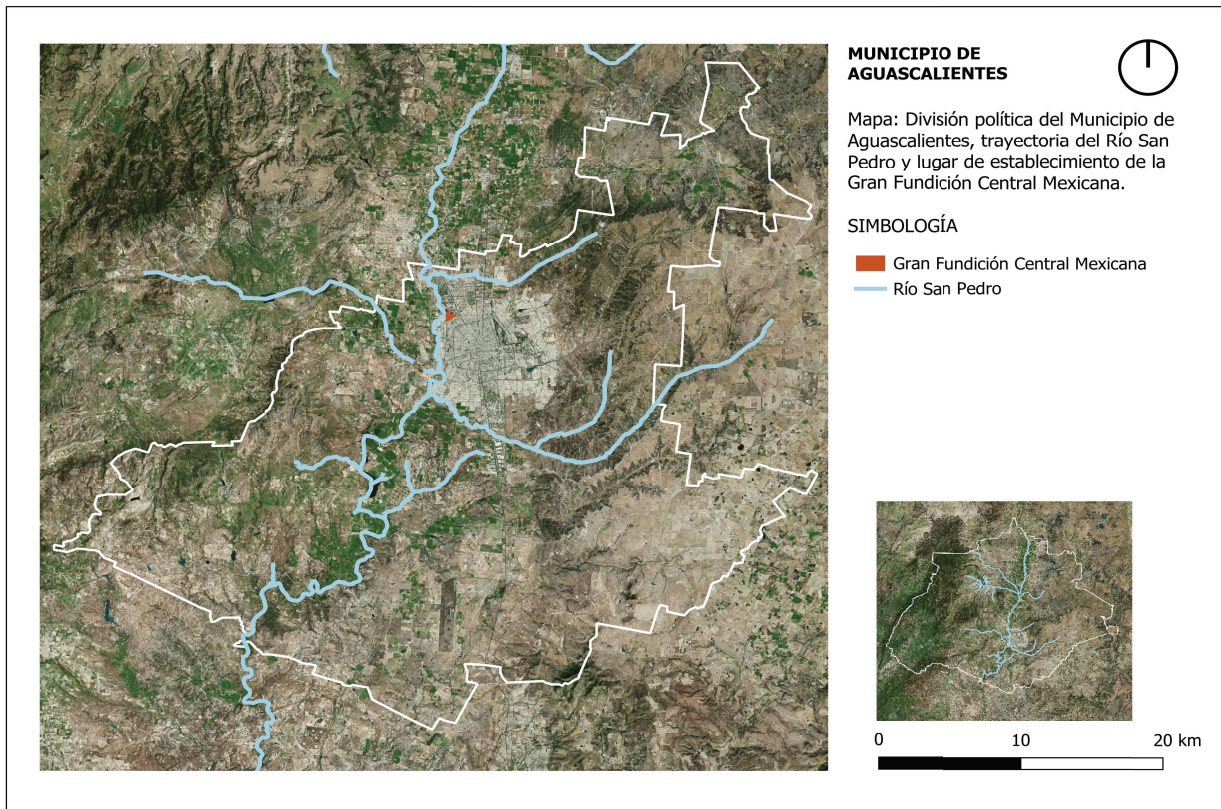 MUNICIPIO DE
AGUASCALIENTES
Mapa: División política del Municipio de
Aguascalientes, trayectoria del Río San
Pedro y lugar de establecimiento de la
Gran Fundición Central Mexicana.
SIMBOLOGÍA
Gran Fundición Central Mexicana
Río San Pedro
0 10 20 km